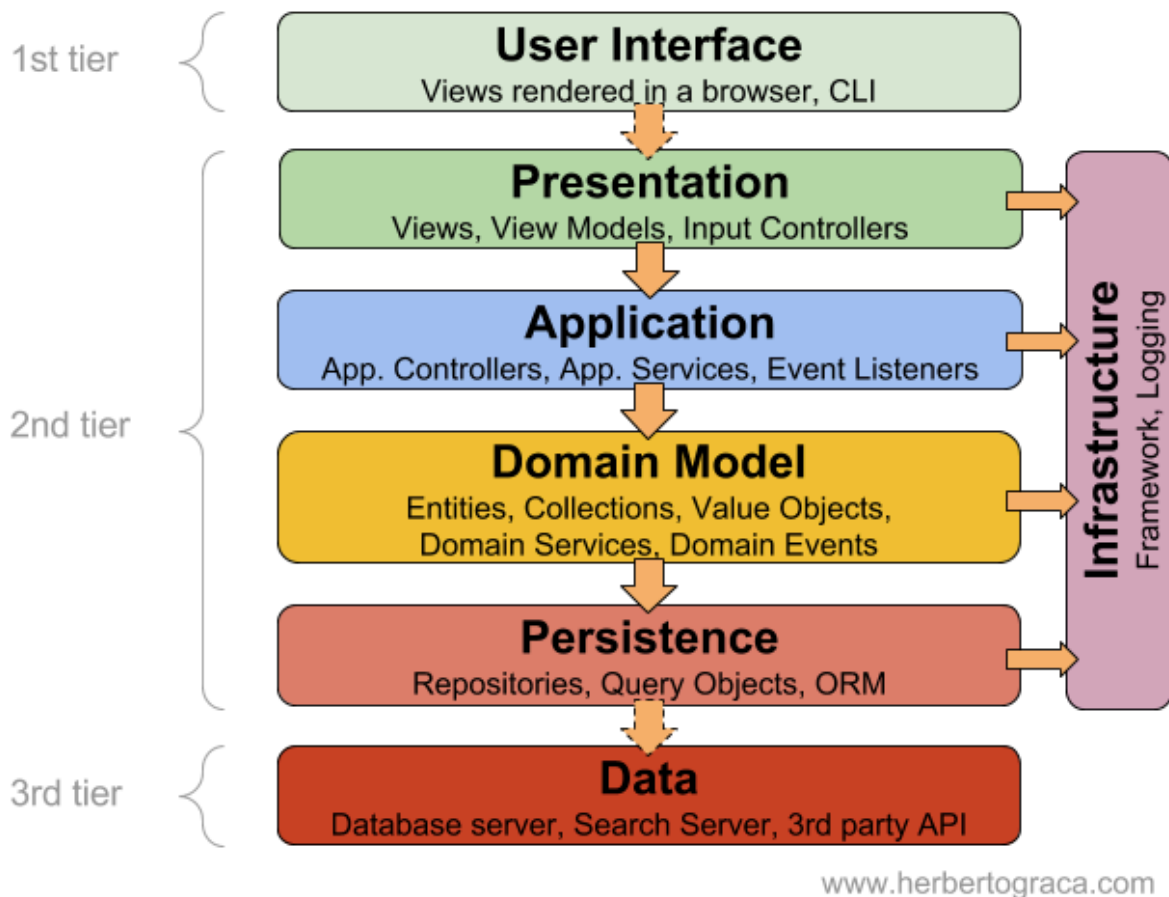 1st tier
User Interface
Views rendered in a browser, CLI
2nd tier
Presentation
Views, View Models, Input Controllers
Application
App. Controllers, App. Services, Event Listeners
Domain Model
Entities, Collections, Value Objects,
Domain Services, Domain Events
Persistence
Repositories, Query Objects, ORM
Infrastructure
Framework, Logging
3rd tier
Data
Database server, Search Server, 3rd party API
www.herbertograca.com